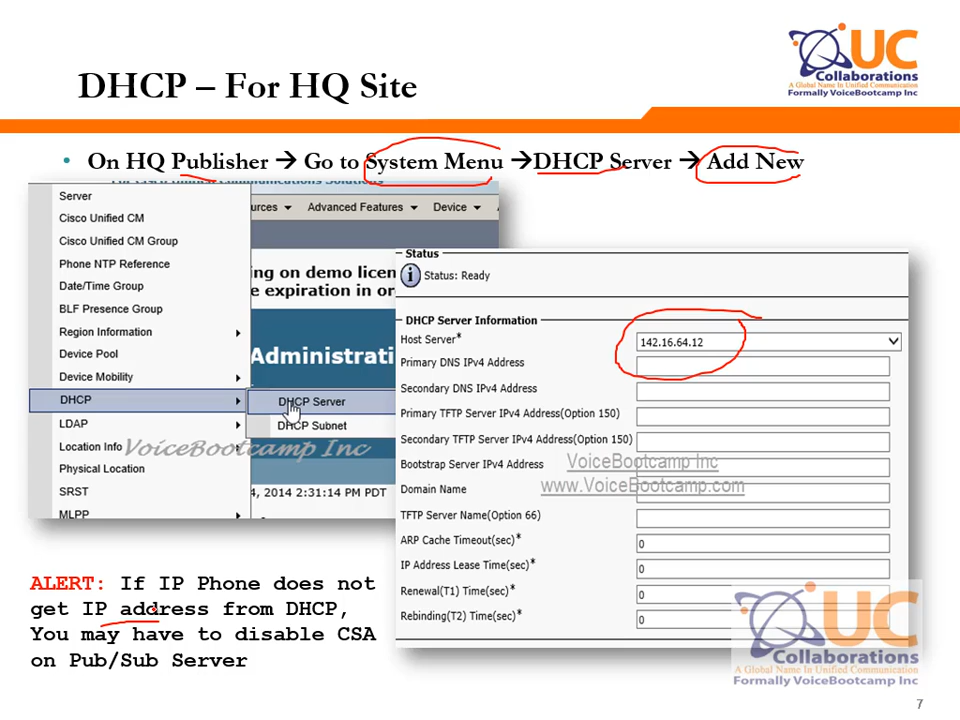 UC
Collaborations
A Global Name In Unified Communication
Formally VoiceBootcamp Inc
DHCP – For HQ Site
• On HQ Publisher → Go to System Menu → DHCP Server → Add New
Server
Cisco Unified CM
Cisco Unified CM Group
Phone NTP Reference
Date/Time Group
BLF Presence Group
Region Information
Device Pool
Device Mobility
DHCP
LDAP
Location Info
Physical Location
SRST
MLPP
DHCP Server
DHCP Subnet
urces
Advanced Features
Device
ing on demo licen
e expiration in or
Administrati
4, 2014 2:31:14 PM PDT
VoiceBootcamp Inc
Status
Status: Ready
DHCP Server Information
Host Server* 142.16.64.12
Primary DNS IPv4 Address
Secondary DNS IPv4 Address
Primary TFTP Server IPv4 Address(Option 150)
Secondary TFTP Server IPv4 Address(Option 150)
Bootstrap Server IPv4 Address
Domain Name
TFTP Server Name(Option 66)
ARP Cache Timeout(sec)* 0
IP Address Lease Time(sec)* 0
Renewal(T1) Time(sec)* 0
Rebinding(T2) Time(sec)* 0
VoiceBootcamp Inc
www.VoiceBootcamp.com
ALERT: If IP Phone does not
get IP address from DHCP,
You may have to disable CSA
on Pub/Sub Server
UC
Collaborations
A Global Name In Unified Communication
Formally VoiceBootcamp Inc
7